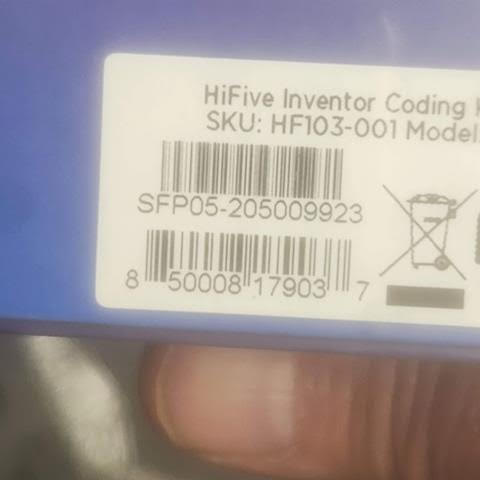 HiFive Inventor Coding
SKU: HF103-001 Model:
SFP05-205009923
8 50008 17903 7